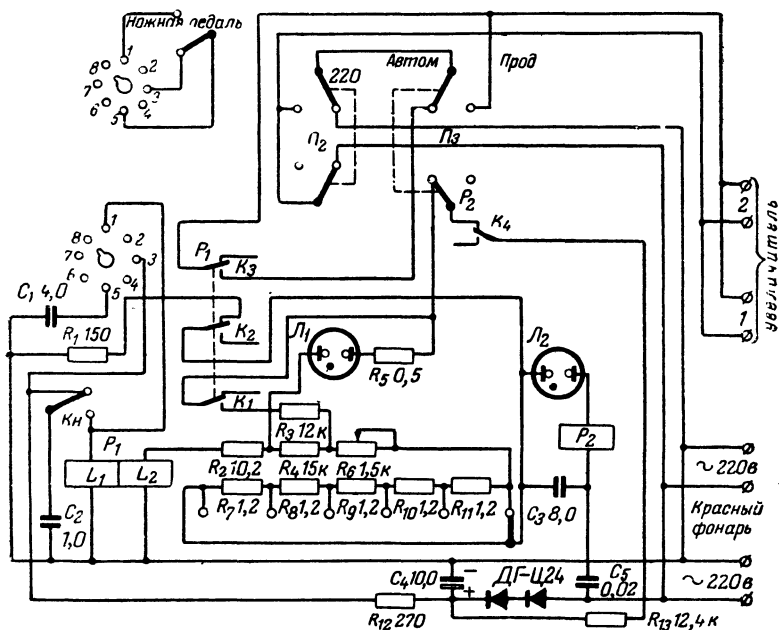 Ножная педаль
1
8
2
7
3
6
4
5
220
Автом
Прод
П2
П3
Р2
К4
2
1
увеличитель
1
8
2
7
3
6
4
5
С1 4,0
R1 150
Р1
К3
К2
К1
Л1
R5 0,5
Л2
Кн
Р1
L1
L2
R3 12к
R2 10,2
R4 15к
R6 1,5к
Р2
R7 1,2
R8 1,2
R9 1,2
R10 1,2
R11 1,2
С3 8,0
С2
1,0
~220в
Красный
фонарь
~220в
С4 10,0
−
+
ДГ-Ц24
С5
0,02
R12 270
R13 12,4к